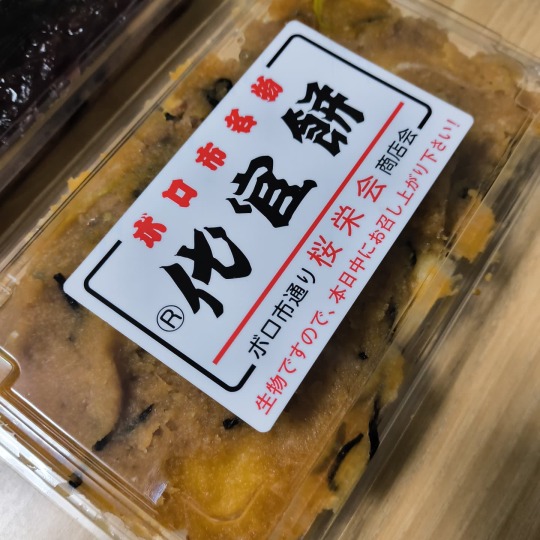 ボロ市名物
®代官餅
ボロ市通り 桜栄会 商店会
生物ですので、本日中にお召し上がり下さい！